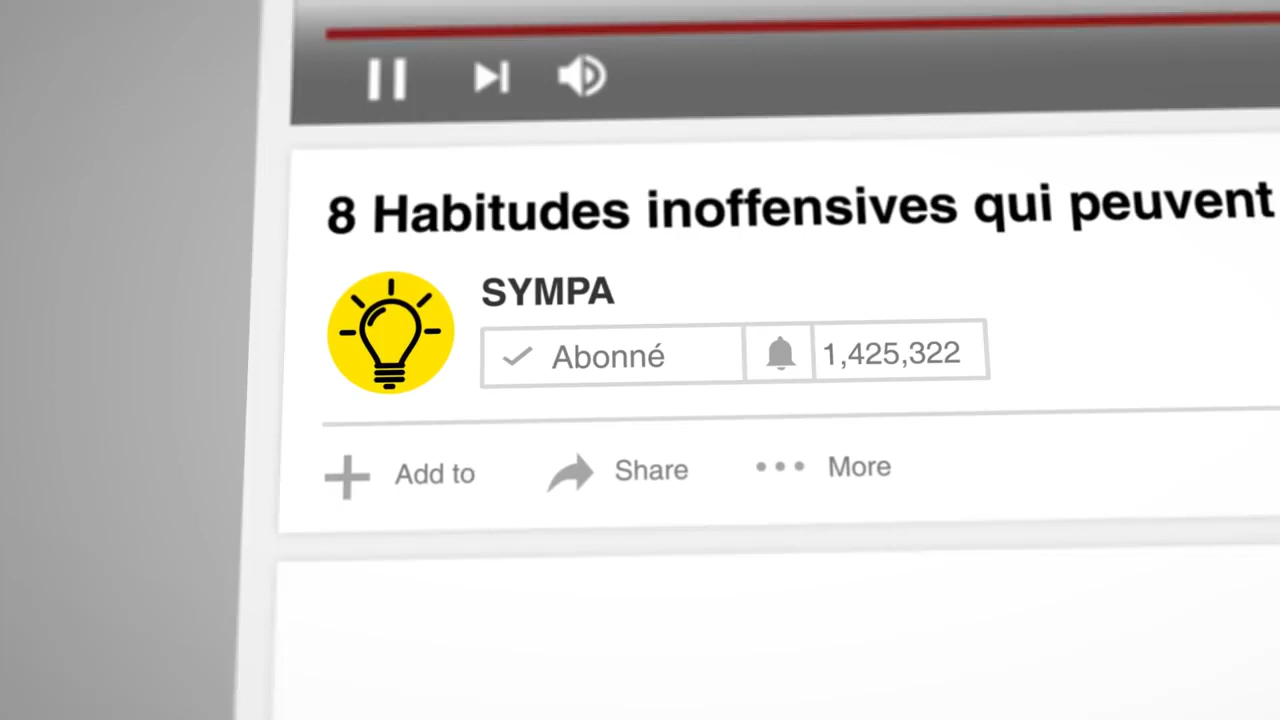 8 Habitudes inoffensives qui peuvent
SYMPA
Abonné 1,425,322
Add to Share More